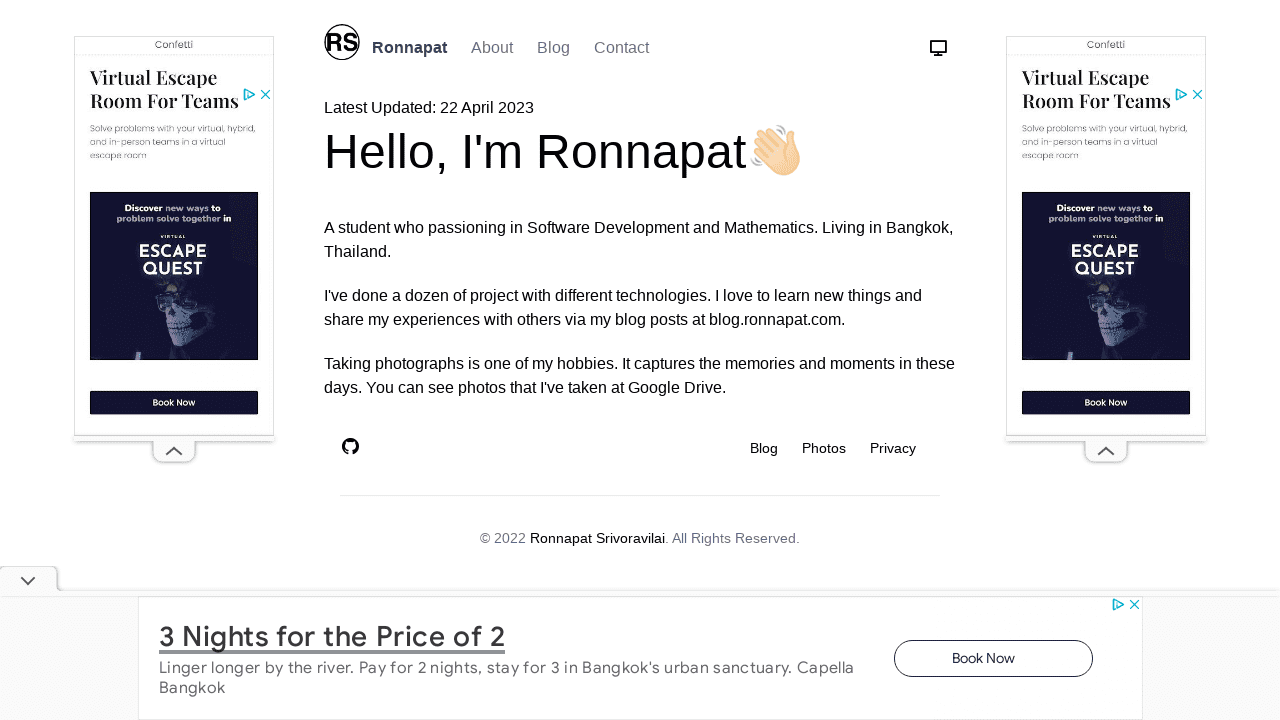 RS
Ronnapat
About
Blog
Contact
Latest Updated: 22 April 2023
Hello, I'm Ronnapat
A student who passioning in Software Development and Mathematics. Living in Bangkok,
Thailand.
I've done a dozen of project with different technologies. I love to learn new things and
share my experiences with others via my blog posts at blog.ronnapat.com.
Taking photographs is one of my hobbies. It captures the memories and moments in these
days. You can see photos that I've taken at Google Drive.
Blog
Photos
Privacy
© 2022 Ronnapat Srivoravilai. All Rights Reserved.
Confetti
Virtual Escape
Room For Teams
Solve problems with your virtual, hybrid,
and in-person teams in a virtual
escape room
Discover new ways to
problem solve together in
VIRTUAL
ESCAPE
QUEST
Book Now
Confetti
Virtual Escape
Room For Teams
Solve problems with your virtual, hybrid,
and in-person teams in a virtual
escape room
Discover new ways to
problem solve together in
VIRTUAL
ESCAPE
QUEST
Book Now
3 Nights for the Price of 2
Linger longer by the river. Pay for 2 nights, stay for 3 in Bangkok's urban sanctuary. Capella
Bangkok
Book Now